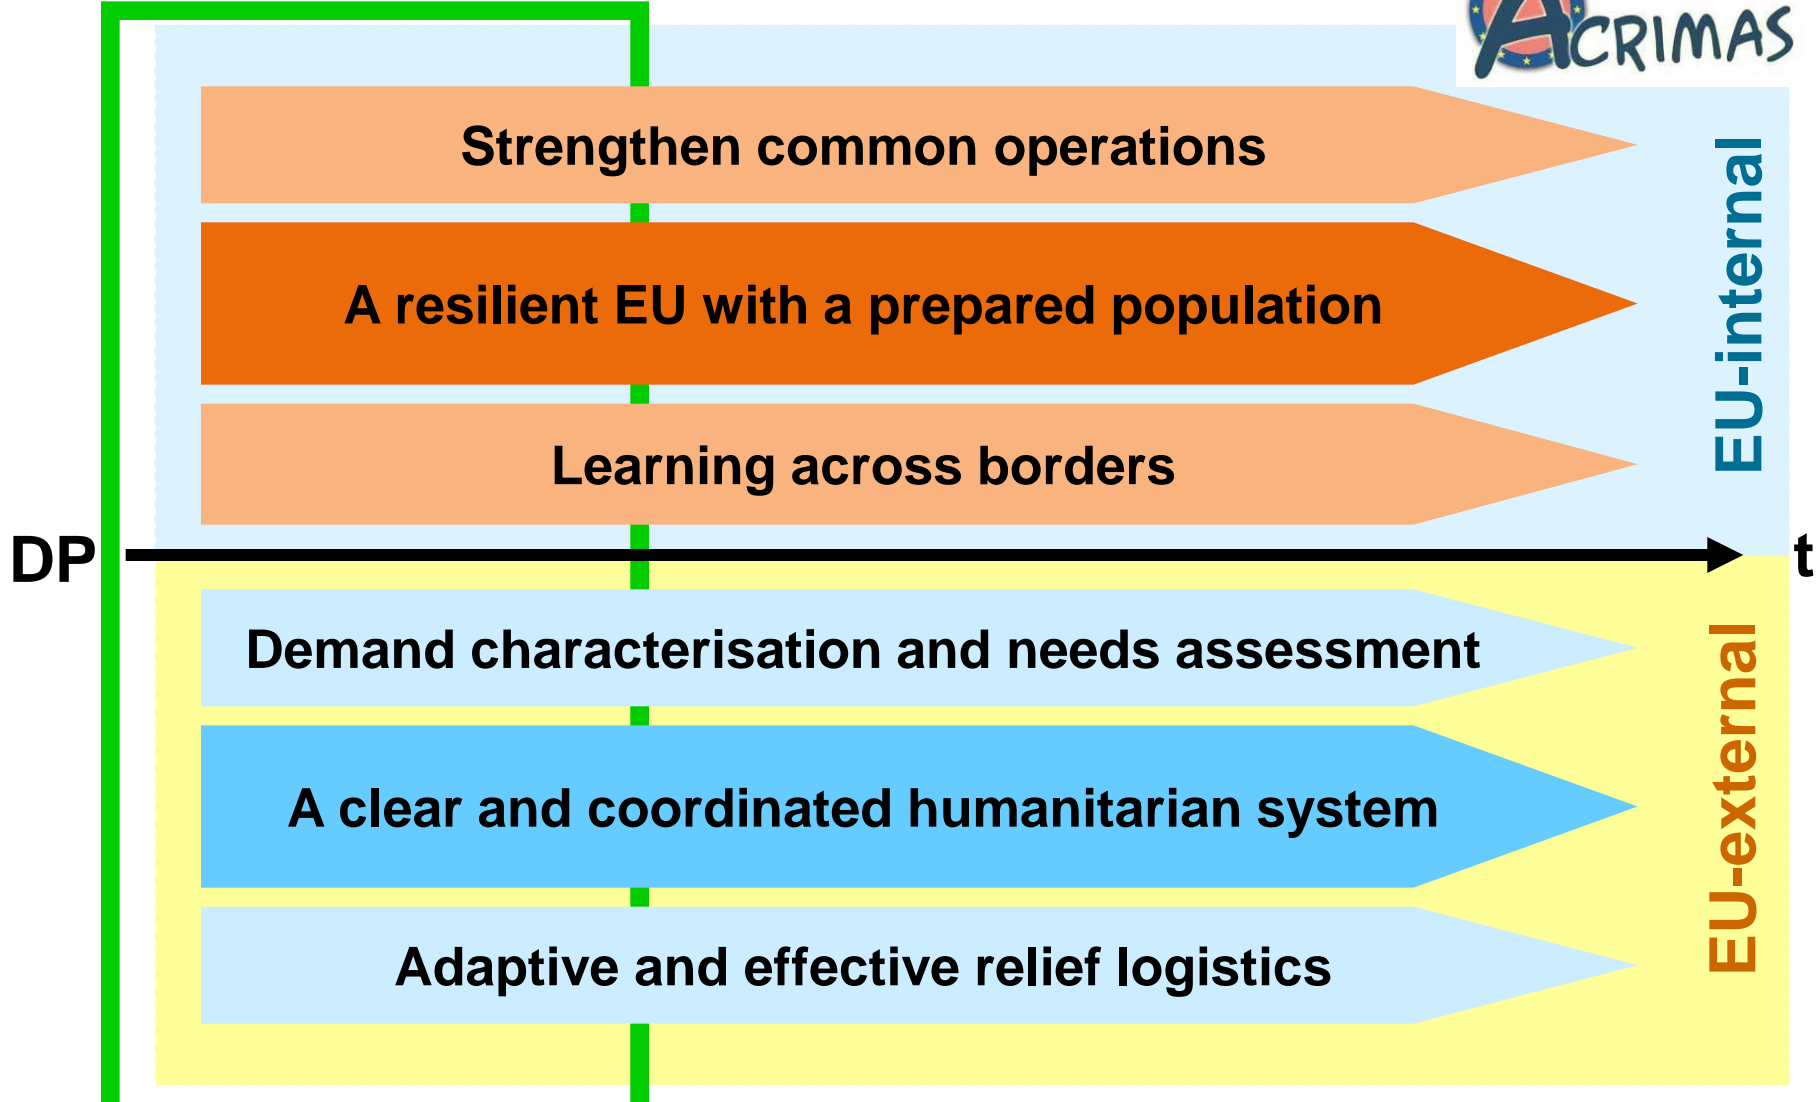 ACRIMAS
Strengthen common operations
A resilient EU with a prepared population
Learning across borders
EU-internal
DP
t
Demand characterisation and needs assessment
A clear and coordinated humanitarian system
Adaptive and effective relief logistics
EU-external